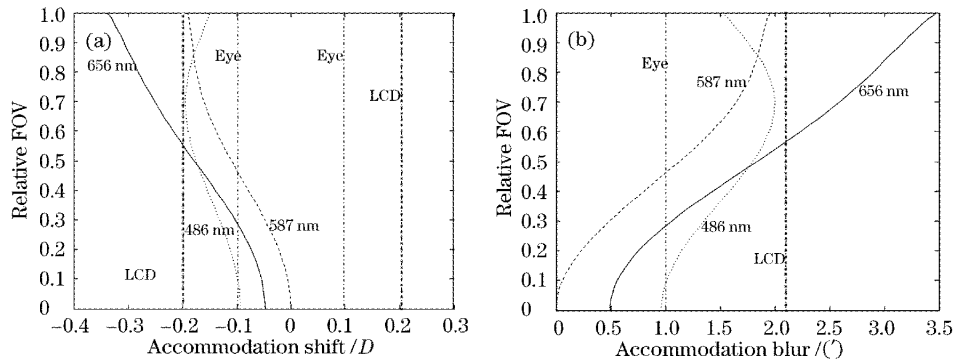 1.0
0.9
0.8
0.7
0.6
0.5
0.4
0.3
0.2
0.1
0
Relative FOV
(a)
656 nm
Eye
Eye
LCD
486 nm
587 nm
LCD
−0.4 −0.3 −0.2 −0.1 0 0.1 0.2 0.3
Accommodation shift /D
1.0
0.9
0.8
0.7
0.6
0.5
0.4
0.3
0.2
0.1
0
Relative FOV
(b)
Eye
587 nm
656 nm
486 nm
LCD
0 0.5 1.0 1.5 2.0 2.5 3.0 3.5
Accommodation blur /(′)